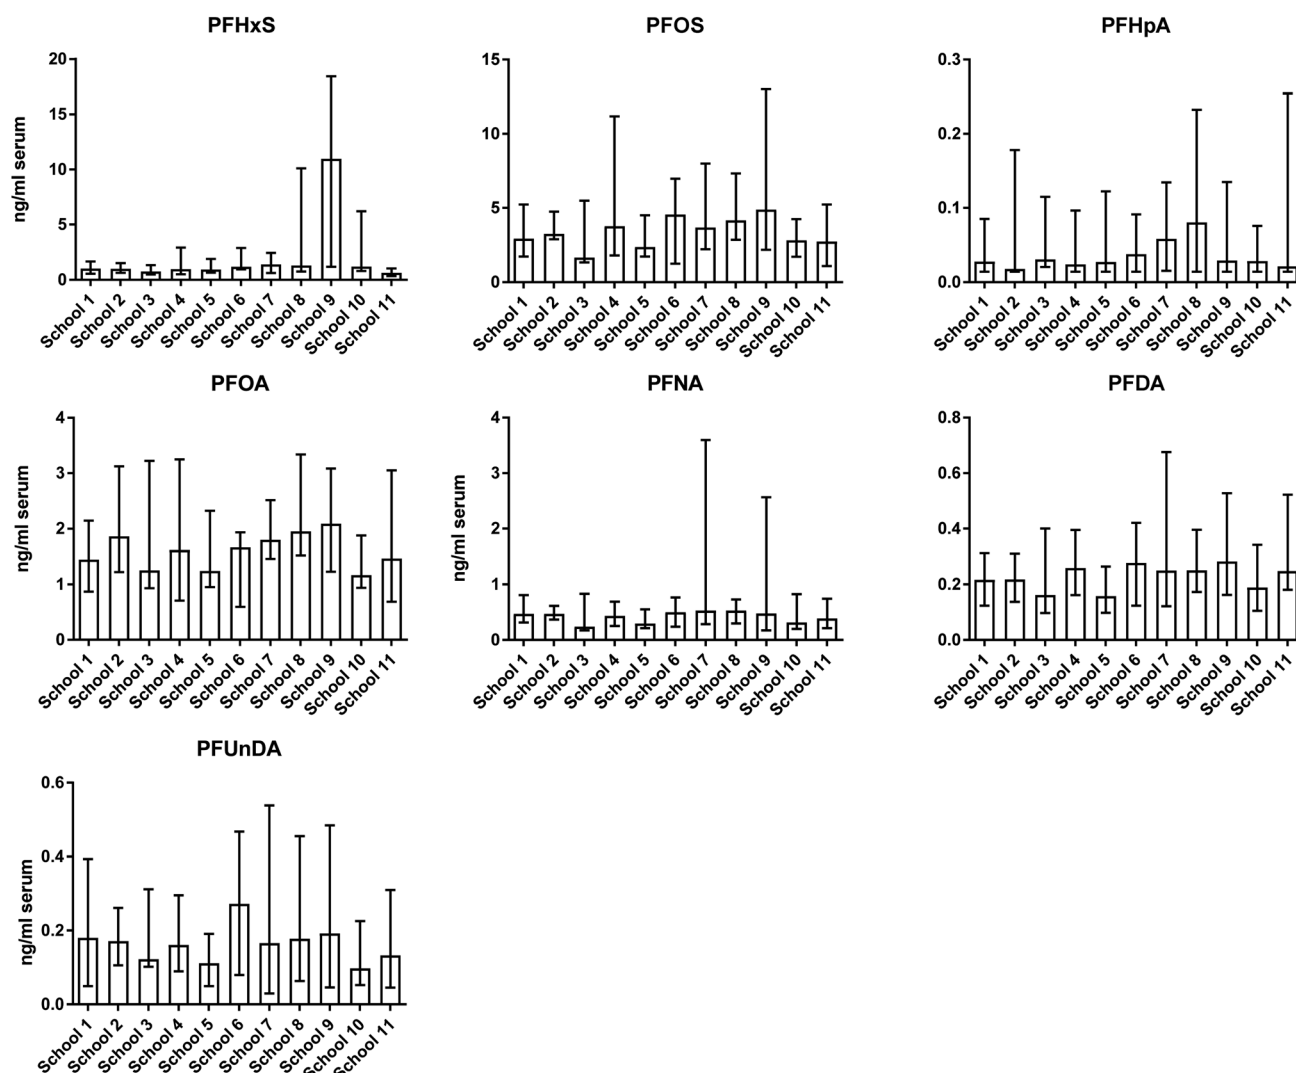 PFHxS
ng/ml serum
20
15
10
5
0
School 1
School 2
School 3
School 4
School 5
School 6
School 7
School 8
School 9
School 10
School 11
PFOS
15
10
5
0
School 1
School 2
School 3
School 4
School 5
School 6
School 7
School 8
School 9
School 10
School 11
PFHpA
0.3
0.2
0.1
0.0
School 1
School 2
School 3
School 4
School 5
School 6
School 7
School 8
School 9
School 10
School 11
PFOA
ng/ml serum
4
3
2
1
0
School 1
School 2
School 3
School 4
School 5
School 6
School 7
School 8
School 9
School 10
School 11
PFNA
ng/ml serum
4
3
2
1
0
School 1
School 2
School 3
School 4
School 5
School 6
School 7
School 8
School 9
School 10
School 11
PFDA
0.8
0.6
0.4
0.2
0.0
School 1
School 2
School 3
School 4
School 5
School 6
School 7
School 8
School 9
School 10
School 11
PFUnDA
ng/ml serum
0.6
0.4
0.2
0.0
School 1
School 2
School 3
School 4
School 5
School 6
School 7
School 8
School 9
School 10
School 11